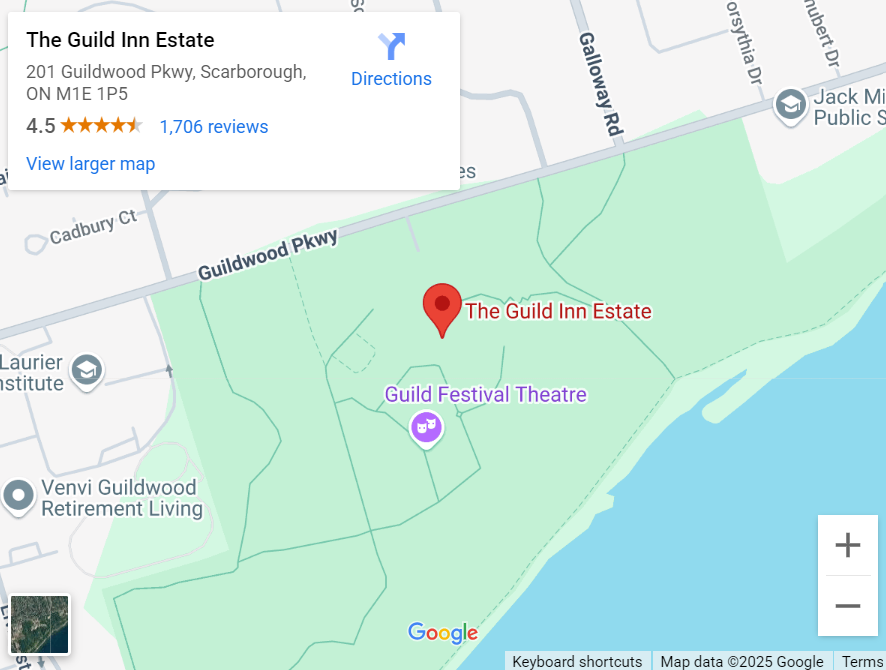 The Guild Inn Estate
Directions
201 Guildwood Pkwy, Scarborough,
ON M1E 1P5
4.5
1,706 reviews
View larger map
Galloway Rd
Jack Mi
Public S
Cadbury Ct
Guildwood Pkwy
The Guild Inn Estate
Laurier
Guild Festival Theatre
Venvi Guildwood
Retirement Living
Google
Keyboard shortcuts
Map data ©2025 Google
Terms